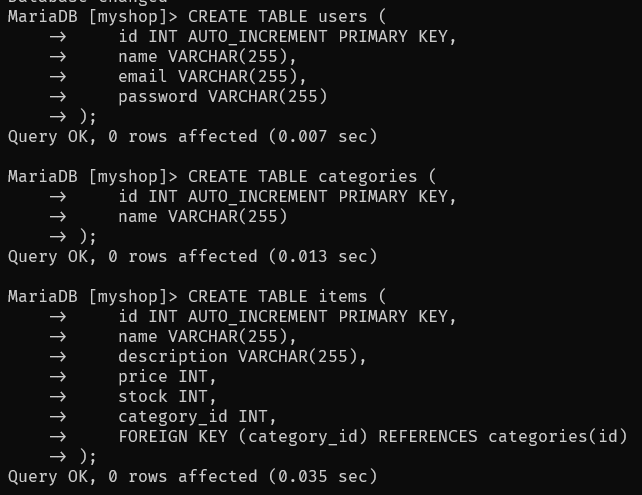 Database changed
MariaDB [myshop]> CREATE TABLE users (
    ->     id INT AUTO_INCREMENT PRIMARY KEY,
    ->     name VARCHAR(255),
    ->     email VARCHAR(255),
    ->     password VARCHAR(255)
    -> );
Query OK, 0 rows affected (0.007 sec)

MariaDB [myshop]> CREATE TABLE categories (
    ->     id INT AUTO_INCREMENT PRIMARY KEY,
    ->     name VARCHAR(255)
    -> );
Query OK, 0 rows affected (0.013 sec)

MariaDB [myshop]> CREATE TABLE items (
    ->     id INT AUTO_INCREMENT PRIMARY KEY,
    ->     name VARCHAR(255),
    ->     description VARCHAR(255),
    ->     price INT,
    ->     stock INT,
    ->     category_id INT,
    ->     FOREIGN KEY (category_id) REFERENCES categories(id)
    -> );
Query OK, 0 rows affected (0.035 sec)